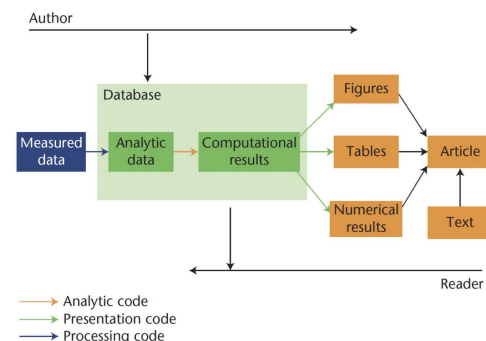 Author
Database
Measured
data
Analytic
data
Computational
results
Figures
Tables
Numerical
results
Article
Text
Reader
Analytic code
Presentation code
Processing code